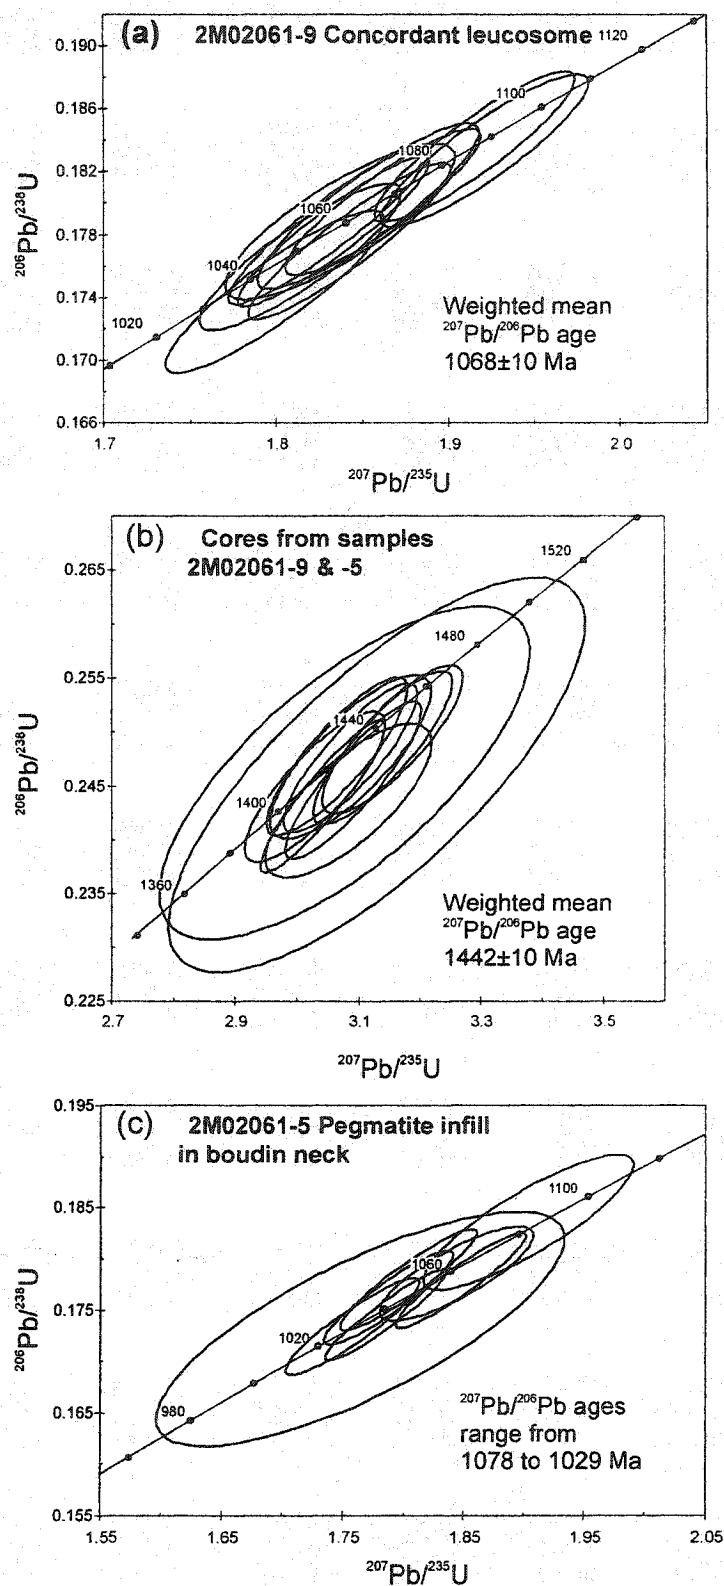 (a) 2M02061-9 Concordant leucosome
0.190
0.186
0.182
0.178
0.174
0.170
0.166
²⁰⁶Pb/²³⁸U
1120
1100
1080
1060
1040
1020
Weighted mean
²⁰⁷Pb/²⁰⁶Pb age
1068±10 Ma
1.7 1.8 1.9 2.0
²⁰⁷Pb/²³⁵U
(b) Cores from samples
2M02061-9 & -5
0.265
0.255
0.245
0.235
0.225
²⁰⁶Pb/²³⁸U
1520
1480
1440
1400
1360
Weighted mean
²⁰⁷Pb/²⁰⁶Pb age
1442±10 Ma
2.7 2.9 3.1 3.3 3.5
²⁰⁷Pb/²³⁵U
(c) 2M02061-5 Pegmatite infill
in boudin neck
0.195
0.185
0.175
0.165
0.155
²⁰⁶Pb/²³⁸U
1100
1060
1020
980
²⁰⁷Pb/²⁰⁶Pb ages
range from
1078 to 1029 Ma
1.55 1.65 1.75 1.85 1.95 2.05
²⁰⁷Pb/²³⁵U